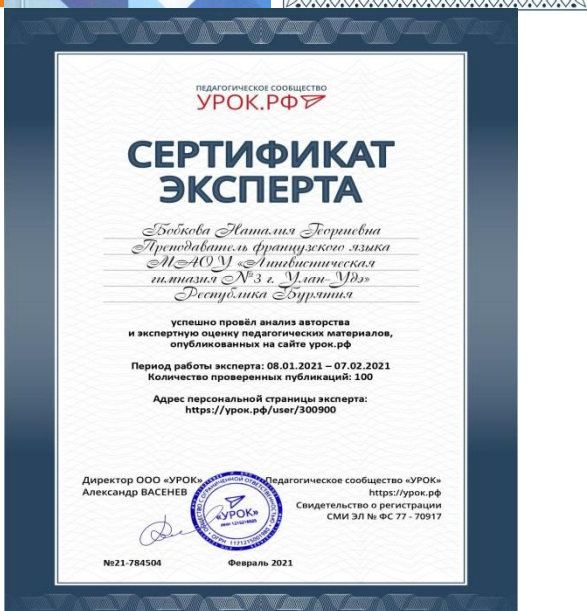 ПЕДАГОГИЧЕСКОЕ СООБЩЕСТВО
УРОК.РФ
СЕРТИФИКАТ
ЭКСПЕРТА
Бобкова Наталия Георгиевна
Преподаватель французского языка
МАОУ «Лингвистическая
гимназия №3 г. Улан-Удэ»
Республика Бурятия
успешно провёл анализ авторства
и экспертную оценку педагогических материалов,
опубликованных на сайте урок.рф
Период работы эксперта: 08.01.2021 – 07.02.2021
Количество проверенных публикаций: 100
Адрес персональной страницы эксперта:
https://урок.рф/user/300900
Директор ООО «УРОК»
Александр ВАСЕНЕВ
Педагогическое сообщество «УРОК»
https://урок.рф
Свидетельство о регистрации
СМИ ЭЛ № ФС 77 - 70917
«УРОК»
№21-784504
Февраль 2021